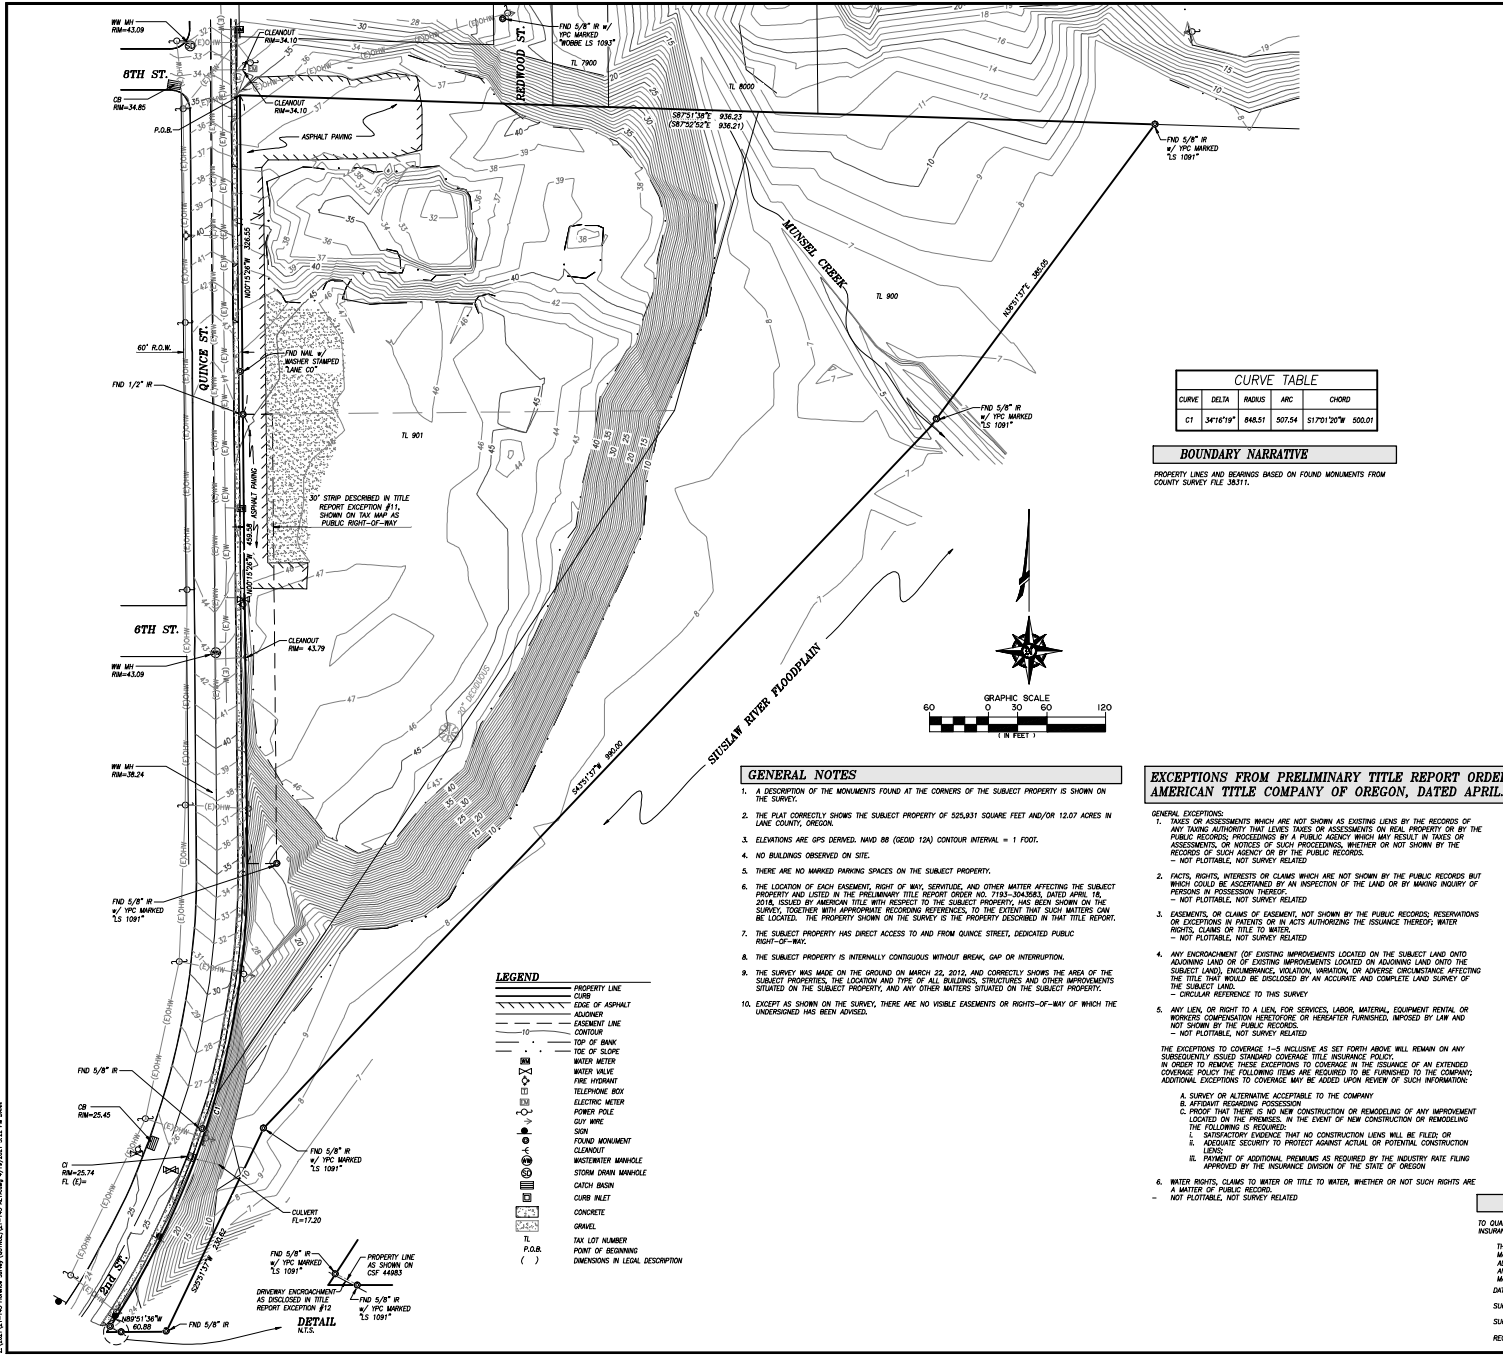 WW MH
RIM=43.09
8TH ST.
CB
RIM=34.85
P.O.B.
CLEANOUT
RIM=34.10
CLEANOUT
RIM=34.10
ASPHALT PAVING
REDWOOD ST.
FND 5/8" IR w/
YPC MARKED
"WOBBE LS 1093"
TL 7900
TL 8000
S87°51'38"E 936.23
(S87°52'52"E 936.21)
FND 5/8" IR
w/ YPC MARKED
"LS 1091"
MUNSEL CREEK
TL 900
N36°51'37"E 385.05
N00°15'26"W 326.55
QUINCE ST.
60' R.O.W.
FND NAIL w/
WASHER STAMPED
"LANE CO"
FND 1/2" IR
TL 901
FND 5/8" IR
w/ YPC MARKED
"LS 1091"
ASPHALT PAVING
N00°15'26"W 459.58
30' STRIP DESCRIBED IN TITLE
REPORT EXCEPTION #11.
SHOWN ON TAX MAP AS
PUBLIC RIGHT-OF-WAY
6TH ST.
CLEANOUT
RIM= 43.79
WW MH
RIM=43.09
20" DECIDUOUS
SIUSLAW RIVER FLOODPLAIN
S43°51'37"W 990.00
WW MH
RIM=38.24
FND 5/8" IR
w/ YPC MARKED
"LS 1091"
FND 5/8" IR
CB
RIM=25.45
C1
CI
RIM=25.74
FL (E)=
FND 5/8" IR
w/ YPC MARKED
"LS 1091"
CULVERT
FL=17.20
2nd ST.
S25°51'37"W 230.62
N89°51'36"W
60.88
FND 5/8" IR
FND 5/8" IR
w/ YPC MARKED
"LS 1091"
PROPERTY LINE
AS SHOWN ON
CSF 44983
DRIVEWAY ENCROACHMENT
AS DISCLOSED IN TITLE
REPORT EXCEPTION #12
FND 5/8" IR
w/ YPC MARKED
"LS 1091"
DETAIL
N.T.S.
LEGEND
PROPERTY LINE
CURB
EDGE OF ASPHALT
ADJOINER
EASEMENT LINE
10 CONTOUR
TOP OF BANK
TOE OF SLOPE
WATER METER
WATER VALVE
FIRE HYDRANT
TELEPHONE BOX
ELECTRIC METER
POWER POLE
GUY WIRE
SIGN
FOUND MONUMENT
CLEANOUT
WASTEWATER MANHOLE
STORM DRAIN MANHOLE
CATCH BASIN
CURB INLET
CONCRETE
GRAVEL
TL TAX LOT NUMBER
P.O.B. POINT OF BEGINNING
( ) DIMENSIONS IN LEGAL DESCRIPTION
CURVE TABLE
CURVE DELTA RADIUS ARC CHORD
C1 34°16'19" 848.51 507.54 S17°01'20"W 500.01
BOUNDARY NARRATIVE
PROPERTY LINES AND BEARINGS BASED ON FOUND MONUMENTS FROM
COUNTY SURVEY FILE 38311.
GRAPHIC SCALE
60 0 30 60 120
( IN FEET )
GENERAL NOTES
1. A DESCRIPTION OF THE MONUMENTS FOUND AT THE CORNERS OF THE SUBJECT PROPERTY IS SHOWN ON
THE SURVEY.
2. THE PLAT CORRECTLY SHOWS THE SUBJECT PROPERTY OF 525,931 SQUARE FEET AND/OR 12.07 ACRES IN
LANE COUNTY, OREGON.
3. ELEVATIONS ARE GPS DERIVED. NAVD 88 (GEOID 12A) CONTOUR INTERVAL = 1 FOOT.
4. NO BUILDINGS OBSERVED ON SITE.
5. THERE ARE NO MARKED PARKING SPACES ON THE SUBJECT PROPERTY.
6. THE LOCATION OF EACH EASEMENT, RIGHT OF WAY, SERVITUDE, AND OTHER MATTER AFFECTING THE SUBJECT
PROPERTY AND LISTED IN THE PRELIMINARY TITLE REPORT ORDER NO. 7193-3043583, DATED APRIL 18,
2018, ISSUED BY AMERICAN TITLE WITH RESPECT TO THE SUBJECT PROPERTY, HAS BEEN SHOWN ON THE
SURVEY, TOGETHER WITH APPROPRIATE RECORDING REFERENCES, TO THE EXTENT THAT SUCH MATTERS CAN
BE LOCATED. THE PROPERTY SHOWN ON THE SURVEY IS THE PROPERTY DESCRIBED IN THAT TITLE REPORT.
7. THE SUBJECT PROPERTY HAS DIRECT ACCESS TO AND FROM QUINCE STREET, DEDICATED PUBLIC
RIGHT-OF-WAY.
8. THE SUBJECT PROPERTY IS INTERNALLY CONTIGUOUS WITHOUT BREAK, GAP OR INTERRUPTION.
9. THE SURVEY WAS MADE ON THE GROUND ON MARCH 22, 2012, AND CORRECTLY SHOWS THE AREA OF THE
SUBJECT PROPERTIES, THE LOCATION AND TYPE OF ALL BUILDINGS, STRUCTURES AND OTHER IMPROVEMENTS
SITUATED ON THE SUBJECT PROPERTY, AND ANY OTHER MATTERS SITUATED ON THE SUBJECT PROPERTY.
10. EXCEPT AS SHOWN ON THE SURVEY, THERE ARE NO VISIBLE EASEMENTS OR RIGHTS-OF-WAY OF WHICH THE
UNDERSIGNED HAS BEEN ADVISED.
EXCEPTIONS FROM PRELIMINARY TITLE REPORT ORDER
AMERICAN TITLE COMPANY OF OREGON, DATED APRIL
GENERAL EXCEPTIONS:
1. TAXES OR ASSESSMENTS WHICH ARE NOT SHOWN AS EXISTING LIENS BY THE RECORDS OF
ANY TAXING AUTHORITY THAT LEVIES TAXES OR ASSESSMENTS ON REAL PROPERTY OR BY THE
PUBLIC RECORDS; PROCEEDINGS BY A PUBLIC AGENCY WHICH MAY RESULT IN TAXES OR
ASSESSMENTS, OR NOTICES OF SUCH PROCEEDINGS, WHETHER OR NOT SHOWN BY THE
RECORDS OF SUCH AGENCY OR BY THE PUBLIC RECORDS.
- NOT PLOTTABLE, NOT SURVEY RELATED
2. FACTS, RIGHTS, INTERESTS OR CLAIMS WHICH ARE NOT SHOWN BY THE PUBLIC RECORDS BUT
WHICH COULD BE ASCERTAINED BY AN INSPECTION OF THE LAND OR BY MAKING INQUIRY OF
PERSONS IN POSSESSION THEREOF.
- NOT PLOTTABLE, NOT SURVEY RELATED
3. EASEMENTS, OR CLAIMS OF EASEMENT, NOT SHOWN BY THE PUBLIC RECORDS; RESERVATIONS
OR EXCEPTIONS IN PATENTS OR IN ACTS AUTHORIZING THE ISSUANCE THEREOF; WATER
RIGHTS, CLAIMS OR TITLE TO WATER.
- NOT PLOTTABLE, NOT SURVEY RELATED
4. ANY ENCROACHMENT (OF EXISTING IMPROVEMENTS LOCATED ON THE SUBJECT LAND ONTO
ADJOINING LAND OR OF EXISTING IMPROVEMENTS LOCATED ON ADJOINING LAND ONTO THE
SUBJECT LAND), ENCUMBRANCE, VIOLATION, VARIATION, OR ADVERSE CIRCUMSTANCE AFFECTING
THE TITLE THAT WOULD BE DISCLOSED BY AN ACCURATE AND COMPLETE LAND SURVEY OF
THE SUBJECT LAND.
- CIRCULAR REFERENCE TO THIS SURVEY
5. ANY LIEN, OR RIGHT TO A LIEN, FOR SERVICES, LABOR, MATERIAL, EQUIPMENT RENTAL OR
WORKERS COMPENSATION HERETOFORE OR HEREAFTER FURNISHED, IMPOSED BY LAW AND
NOT SHOWN BY THE PUBLIC RECORDS.
- NOT PLOTTABLE, NOT SURVEY RELATED
THE EXCEPTIONS TO COVERAGE 1-5 INCLUSIVE AS SET FORTH ABOVE WILL REMAIN ON ANY
SUBSEQUENTLY ISSUED STANDARD COVERAGE TITLE INSURANCE POLICY.
IN ORDER TO REMOVE THESE EXCEPTIONS TO COVERAGE IN THE ISSUANCE OF AN EXTENDED
COVERAGE POLICY THE FOLLOWING ITEMS ARE REQUIRED TO BE FURNISHED TO THE COMPANY;
ADDITIONAL EXCEPTIONS TO COVERAGE MAY BE ADDED UPON REVIEW OF SUCH INFORMATION:
A. SURVEY OR ALTERNATIVE ACCEPTABLE TO THE COMPANY
B. AFFIDAVIT REGARDING POSSESSION
C. PROOF THAT THERE IS NO NEW CONSTRUCTION OR REMODELING OF ANY IMPROVEMENT
LOCATED ON THE PREMISES. IN THE EVENT OF NEW CONSTRUCTION OR REMODELING
THE FOLLOWING IS REQUIRED:
i. SATISFACTORY EVIDENCE THAT NO CONSTRUCTION LIENS WILL BE FILED; OR
ii. ADEQUATE SECURITY TO PROTECT AGAINST ACTUAL OR POTENTIAL CONSTRUCTION
LIENS;
iii. PAYMENT OF ADDITIONAL PREMIUMS AS REQUIRED BY THE INDUSTRY RATE FILING
APPROVED BY THE INSURANCE DIVISION OF THE STATE OF OREGON
6. WATER RIGHTS, CLAIMS TO WATER OR TITLE TO WATER, WHETHER OR NOT SUCH RIGHTS ARE
A MATTER OF PUBLIC RECORD.
- NOT PLOTTABLE, NOT SURVEY RELATED